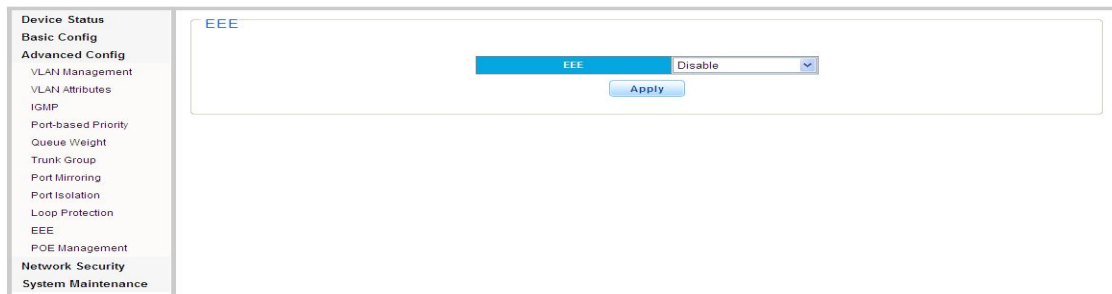 Device Status
Basic Config
Advanced Config
VLAN Management
VLAN Attributes
IGMP
Port-based Priority
Queue Weight
Trunk Group
Port Mirroring
Port Isolation
Loop Protection
EEE
POE Management
Network Security
System Maintenance
EEE
EEE Disable
Apply